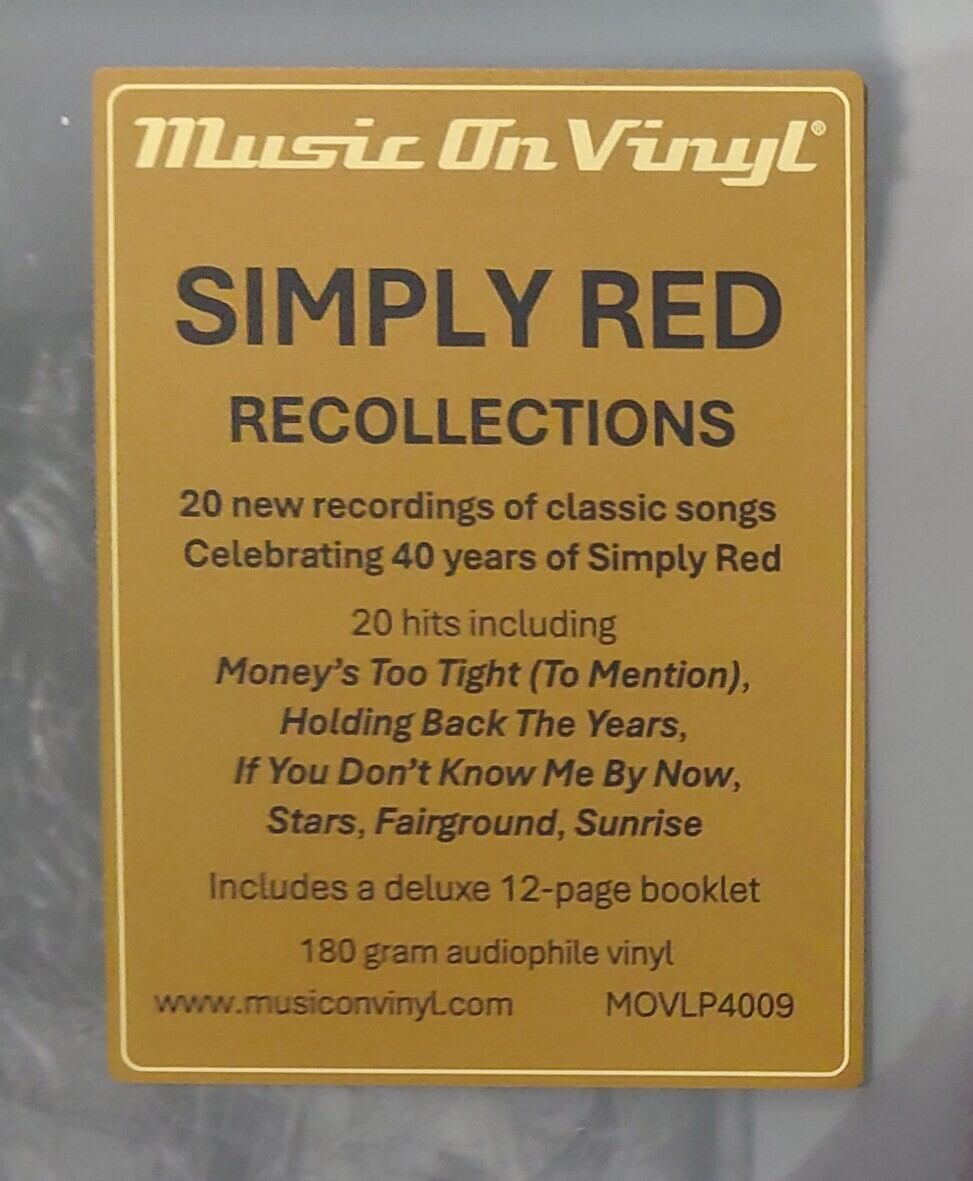 Music On Vinyl®
SIMPLY RED
RECOLLECTIONS
20 new recordings of classic songs
Celebrating 40 years of Simply Red
20 hits including
Money's Too Tight (To Mention),
Holding Back The Years,
If You Don't Know Me By Now,
Stars, Fairground, Sunrise
Includes a deluxe 12-page booklet
180 gram audiophile vinyl
www.musiconvinyl.com MOVLP4009